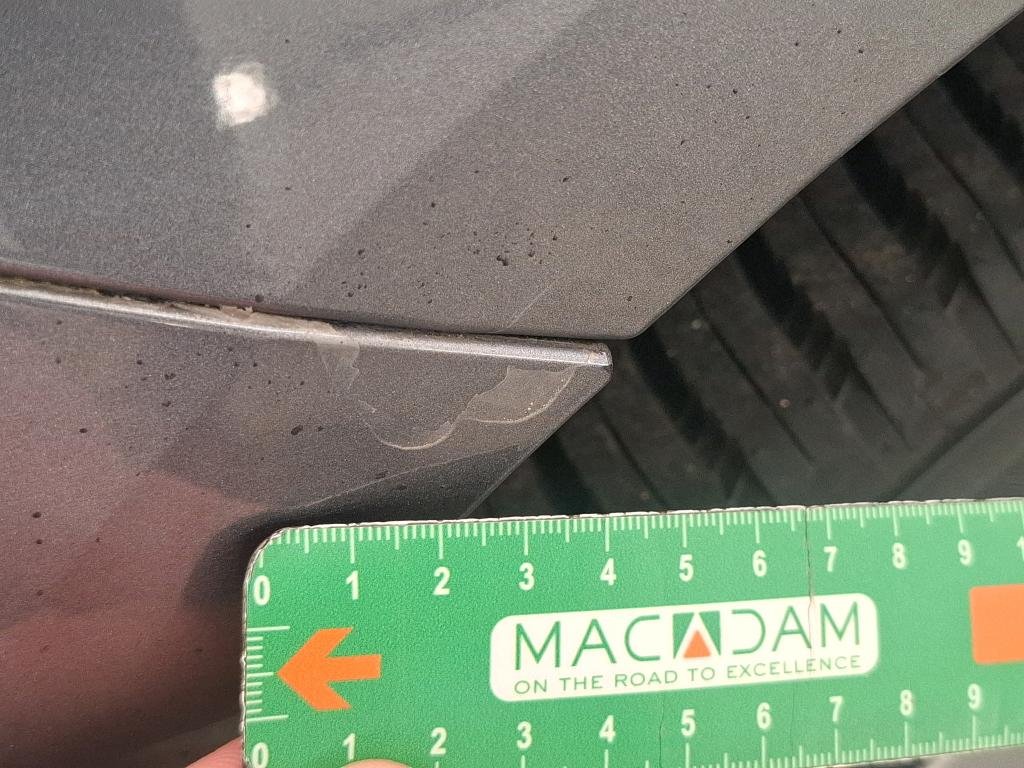 0 1 2 3 4 5 6 7 8 9
MACADAM
ON THE ROAD TO EXCELLENCE
0 1 2 3 4 5 6 7 8 9